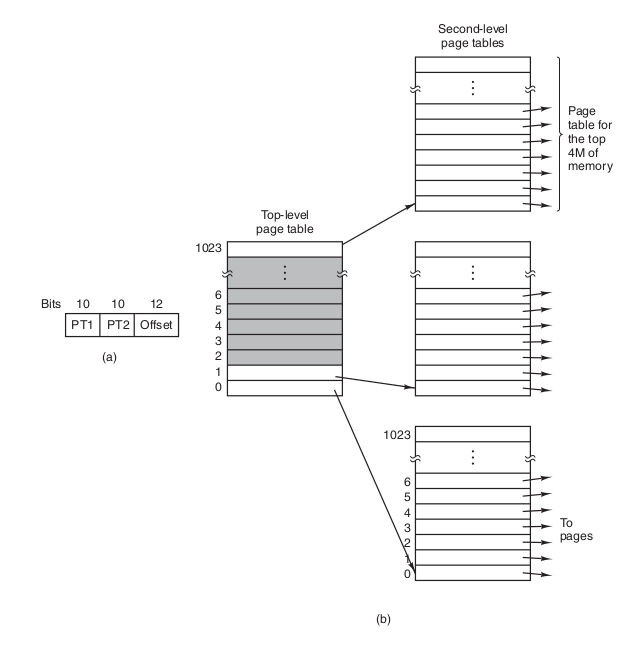 Second-level
page tables
Page
table for
the top
4M of
memory
Top-level
page table
1023
6
5
4
3
2
1
0
Bits 10 10 12
PT1 PT2 Offset
(a)
1023
6
5
4
3
2
1
0
To
pages
(b)